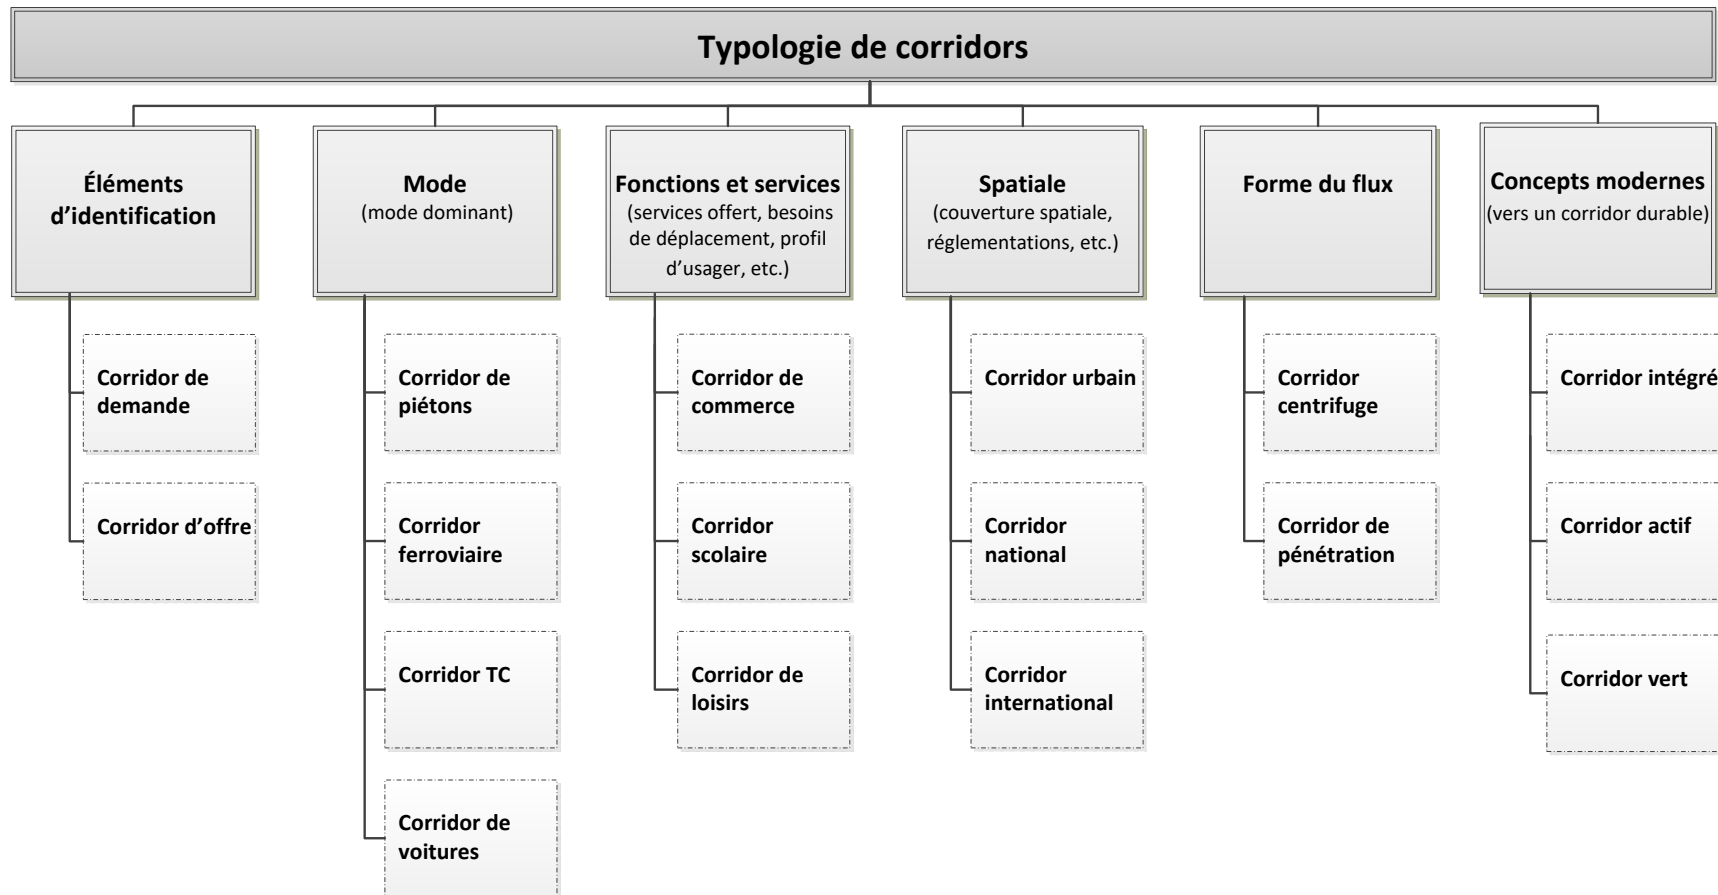 Typologie de corridors
Éléments
d’identification
Corridor de
demande
Corridor d’offre
Mode
(mode dominant)
Corridor de
piétons
Corridor
ferroviaire
Corridor TC
Corridor de
voitures
Fonctions et services
(services offert, besoins
de déplacement, profil
d’usager, etc.)
Corridor de
commerce
Corridor
scolaire
Corridor de
loisirs
Spatiale
(couverture spatiale,
réglementations, etc.)
Corridor urbain
Corridor
national
Corridor
international
Forme du flux
Corridor
centrifuge
Corridor de
pénétration
Concepts modernes
(vers un corridor durable)
Corridor intégré
Corridor actif
Corridor vert